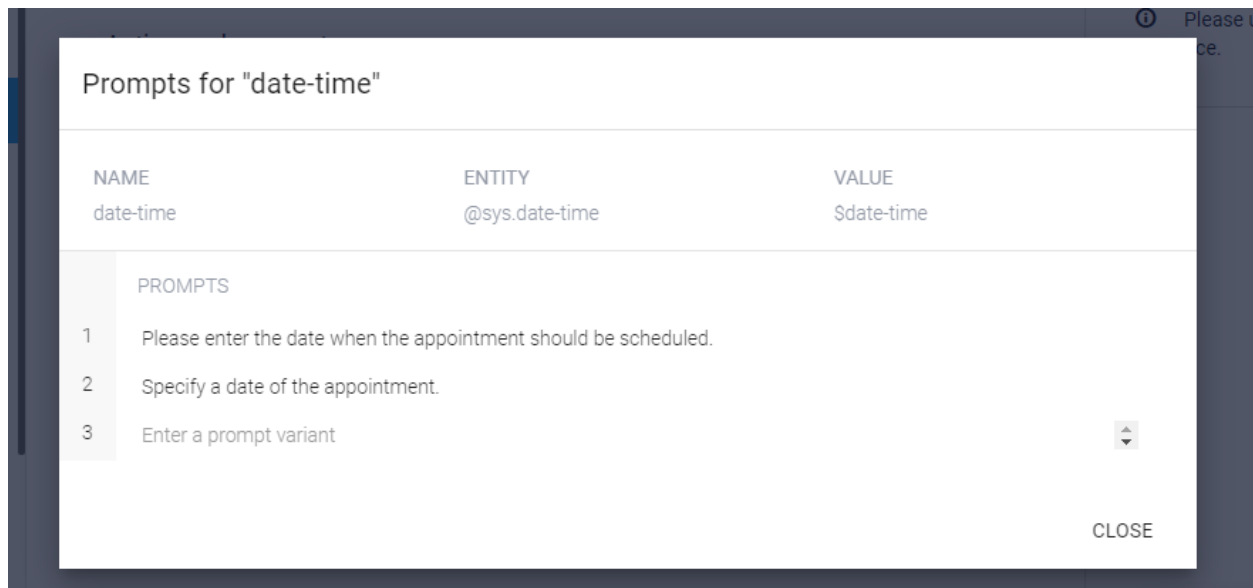 Please
ce.
Prompts for "date-time"
NAME ENTITY VALUE
date-time @sys.date-time $date-time
PROMPTS
1 Please enter the date when the appointment should be scheduled.
2 Specify a date of the appointment.
3 Enter a prompt variant
CLOSE